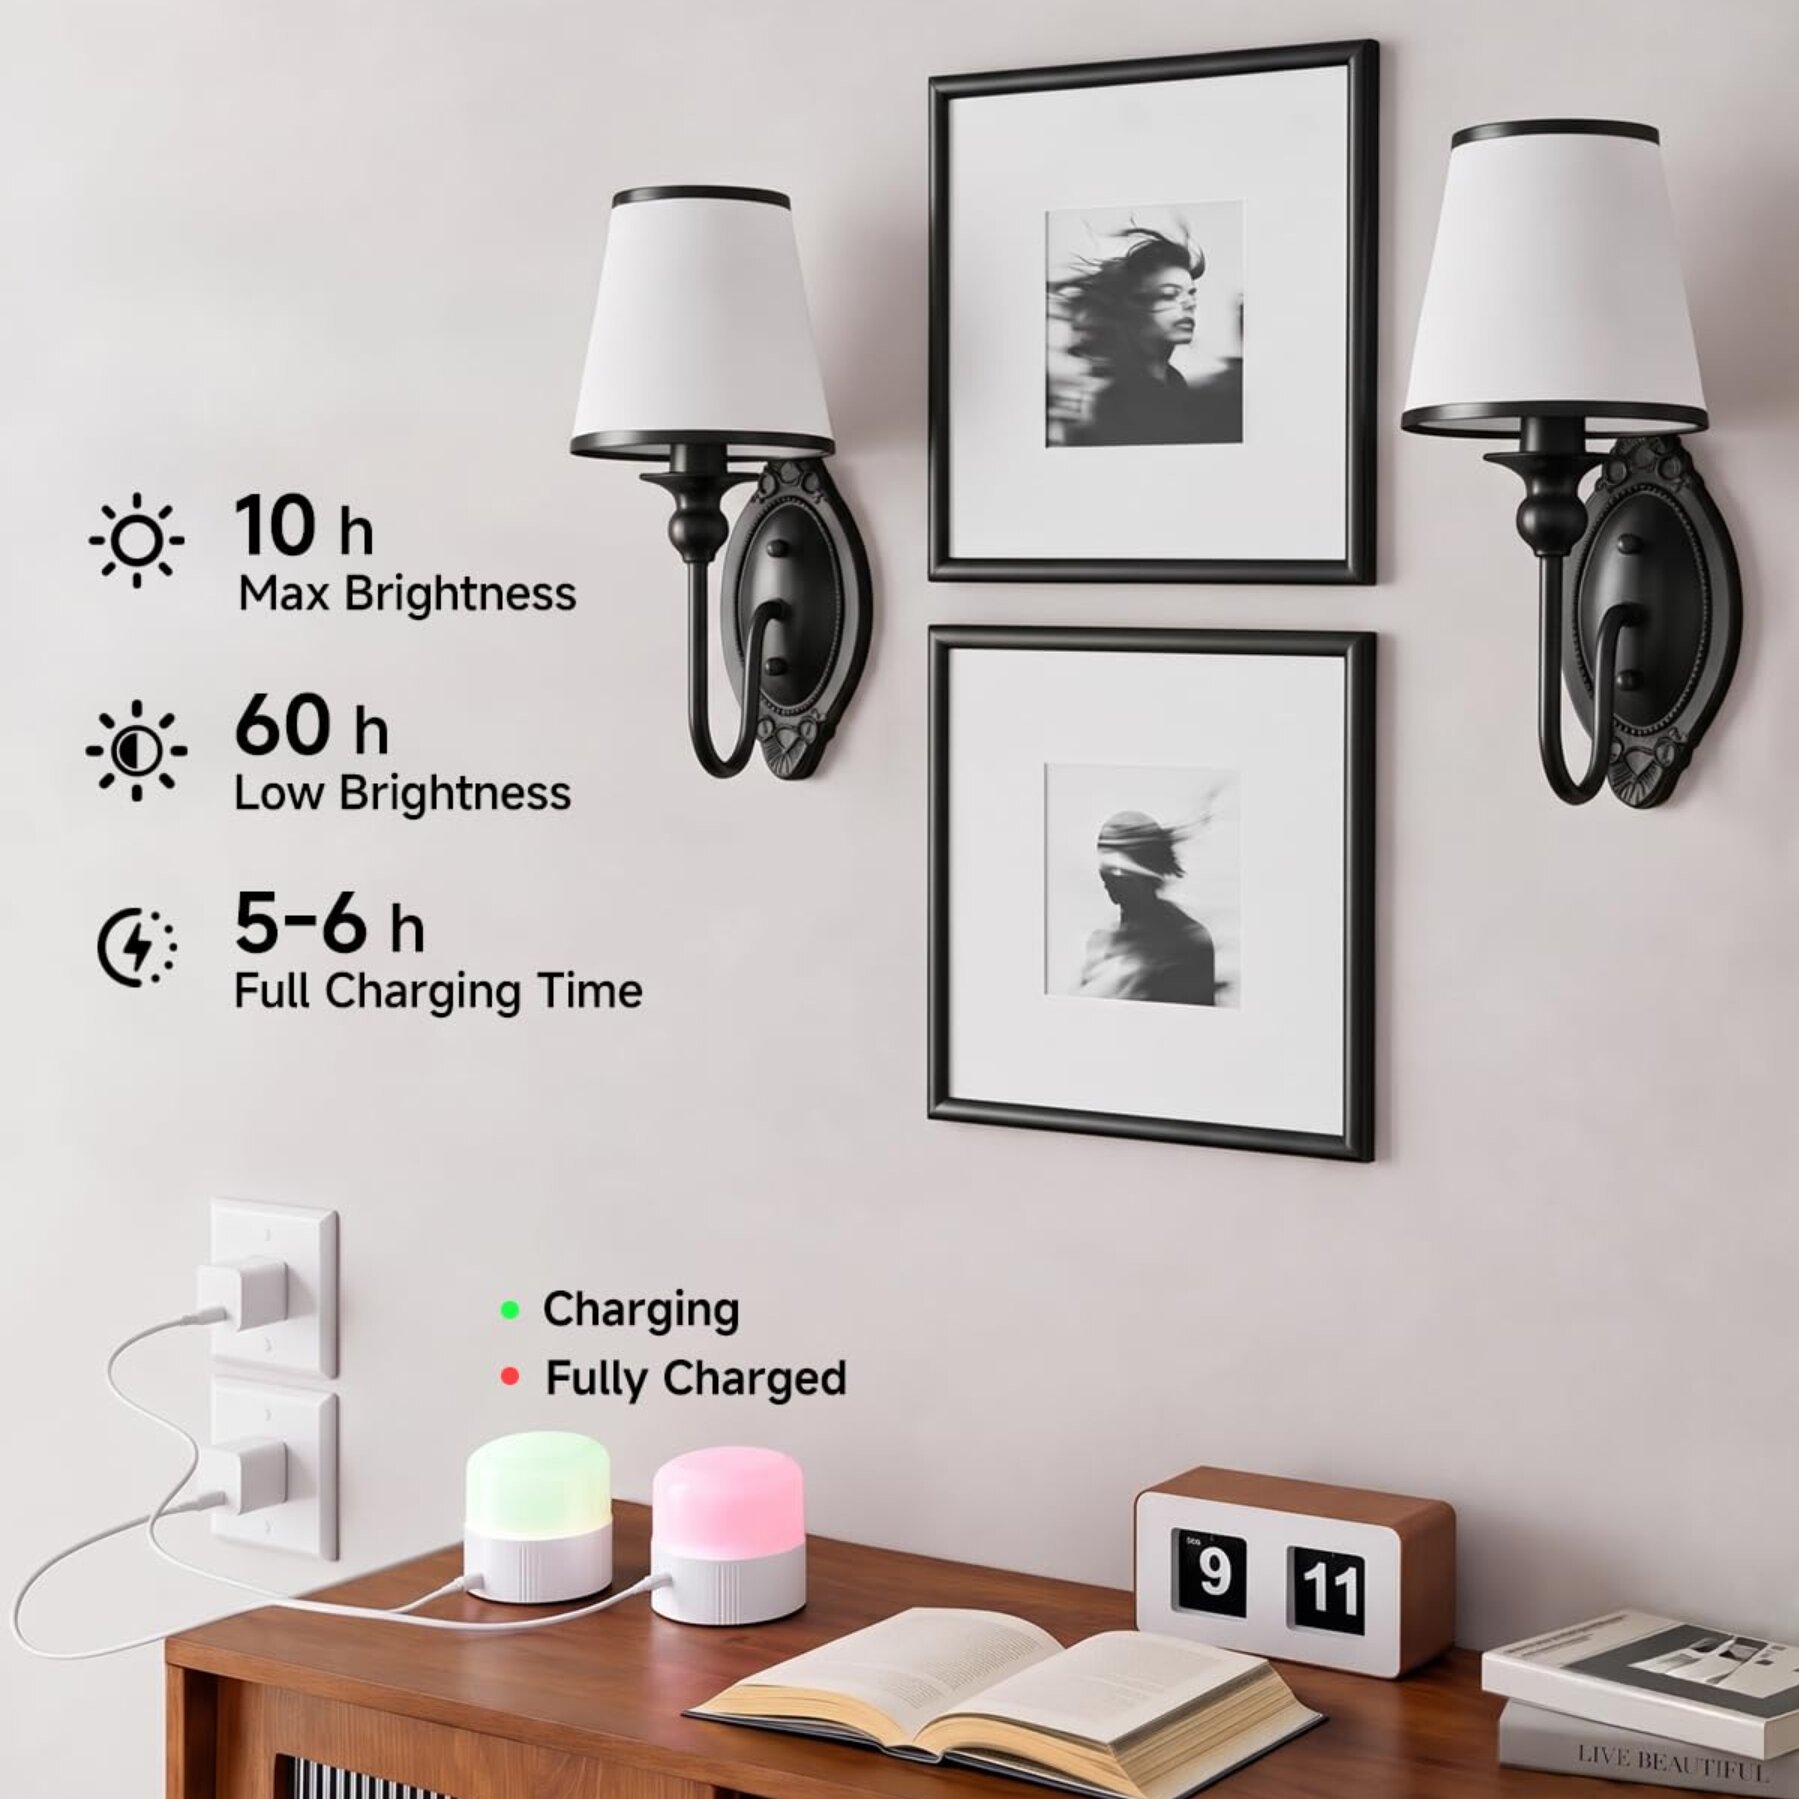 10 h
Max Brightness
60 h
Low Brightness
5-6 h
Full Charging Time
Charging
Fully Charged
9 11
LIVE BEAUTIFUL